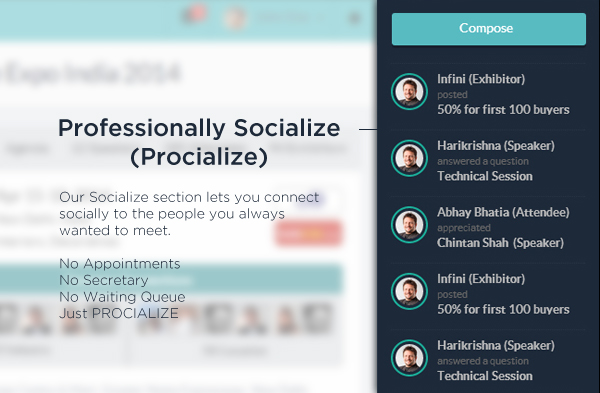 Expo India 2014
Professionally Socialize
(Procialize)
Our Socialize section lets you connect
socially to the people you always
wanted to meet.
No Appointments
No Secretary
No Waiting Queue
Just PROCIALIZE
Compose
Infini (Exhibitor)
posted
50% for first 100 buyers
Harikrishna (Speaker)
answered a question
Technical Session
Abhay Bhatia (Attendee)
appreciated
Chintan Shah (Speaker)
Infini (Exhibitor)
posted
50% for first 100 buyers
Harikrishna (Speaker)
answered a question
Technical Session